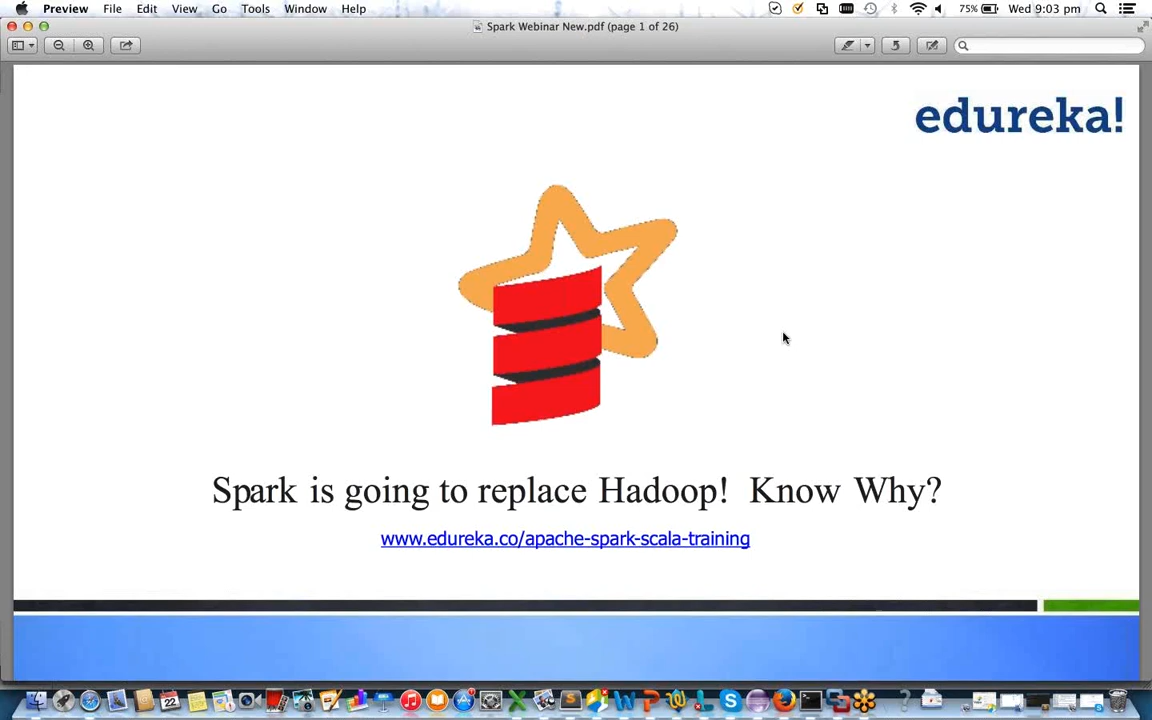 Preview File Edit View Go Tools Window Help 75% Wed 9:03 pm
Spark Webinar New.pdf (page 1 of 26)
edureka!
Spark is going to replace Hadoop! Know Why?
www.edureka.co/apache-spark-scala-training
22